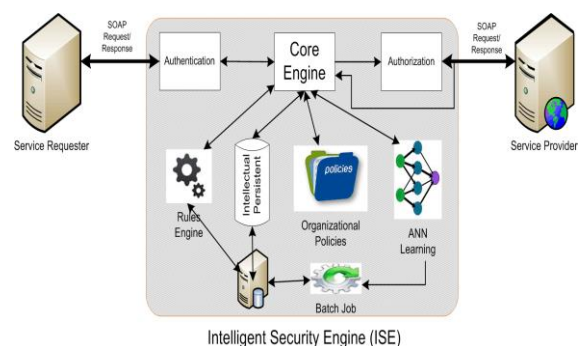 SOAP
Request/
Response
Authentication
Core
Engine
Authorization
SOAP
Request/
Response
Service Requester
Service Provider
Rules
Engine
Intellectual
Persistent
policies
Organizational
Policies
ANN
Learning
Batch Job
Intelligent Security Engine (ISE)